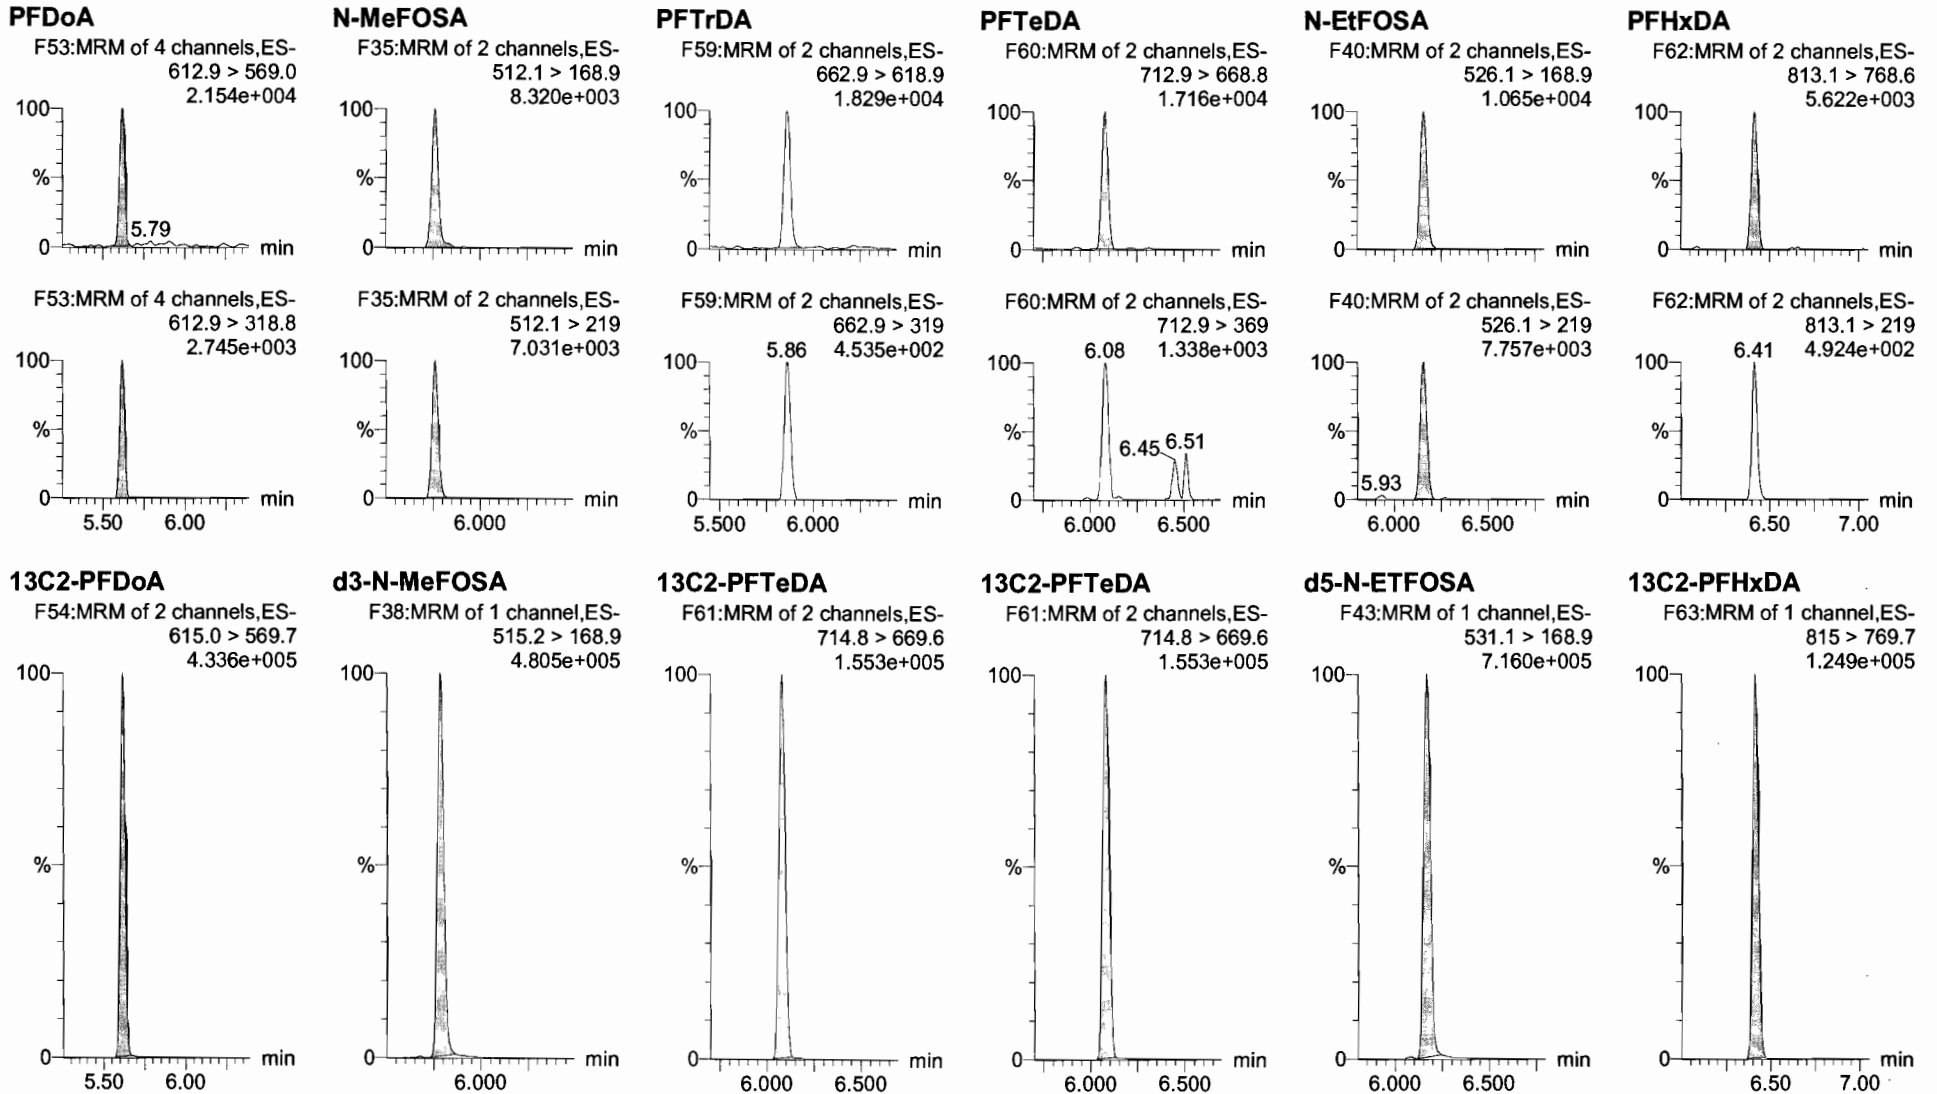 PFDoA
F53:MRM of 4 channels,ES-
612.9 > 569.0
2.154e+004
100
%
5.79
0
min
N-MeFOSA
F35:MRM of 2 channels,ES-
512.1 > 168.9
8.320e+003
100
%
0
min
PFTrDA
F59:MRM of 2 channels,ES-
662.9 > 618.9
1.829e+004
100
%
0
min
PFTeDA
F60:MRM of 2 channels,ES-
712.9 > 668.8
1.716e+004
100
%
0
min
N-EtFOSA
F40:MRM of 2 channels,ES-
526.1 > 168.9
1.065e+004
100
%
0
min
PFHxDA
F62:MRM of 2 channels,ES-
813.1 > 768.6
5.622e+003
100
%
0
min
F53:MRM of 4 channels,ES-
612.9 > 318.8
2.745e+003
100
%
0
min
5.50 6.00
F35:MRM of 2 channels,ES-
512.1 > 219
7.031e+003
100
%
0
min
6.000
F59:MRM of 2 channels,ES-
662.9 > 319
5.86 4.535e+002
100
%
0
min
5.500 6.000
F60:MRM of 2 channels,ES-
712.9 > 369
6.08 1.338e+003
100
%
6.45 6.51
0
min
6.000 6.500
F40:MRM of 2 channels,ES-
526.1 > 219
7.757e+003
100
%
5.93
0
min
6.000 6.500
F62:MRM of 2 channels,ES-
813.1 > 219
6.41 4.924e+002
100
%
0
min
6.50 7.00
13C2-PFDoA
F54:MRM of 2 channels,ES-
615.0 > 569.7
4.336e+005
100
%
0
min
5.50 6.00
d3-N-MeFOSA
F38:MRM of 1 channel,ES-
515.2 > 168.9
4.805e+005
100
%
0
min
6.000
13C2-PFTeDA
F61:MRM of 2 channels,ES-
714.8 > 669.6
1.553e+005
100
%
0
min
6.000 6.500
13C2-PFTeDA
F61:MRM of 2 channels,ES-
714.8 > 669.6
1.553e+005
100
%
0
min
6.000 6.500
d5-N-ETFOSA
F43:MRM of 1 channel,ES-
531.1 > 168.9
7.160e+005
100
%
0
min
6.000 6.500
13C2-PFHxDA
F63:MRM of 1 channel,ES-
815 > 769.7
1.249e+005
100
%
0
min
6.50 7.00